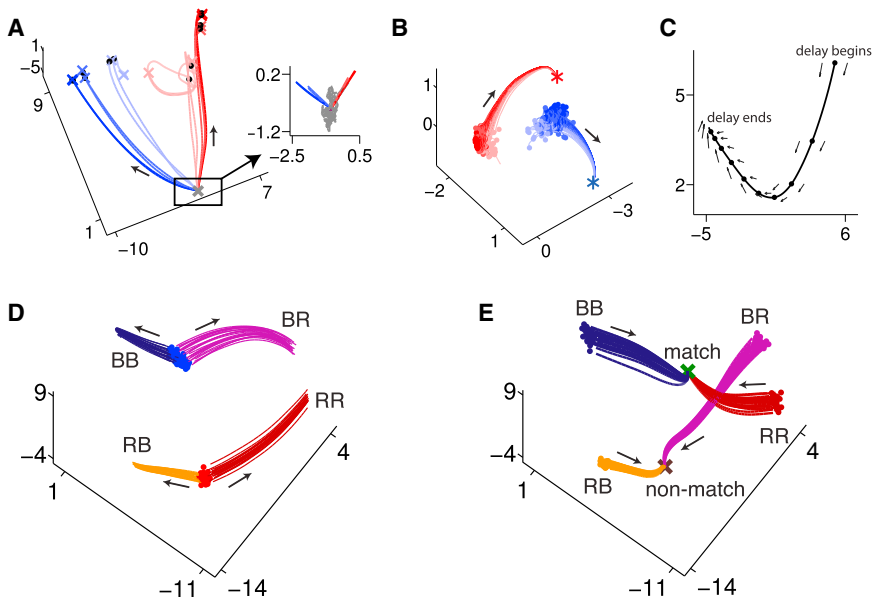 A
1
−5
9
1
−10
7
0.2
−1.2
−2.5
0.5
B
1
0
−2
1
0
−3
C
delay begins
5
delay ends
2
−5
6
D
BB
BR
9
RR
RB
−4
4
1
−11
−14
E
BB
BR
match
9
RR
−4
4
RB
non-match
1
−11
−14